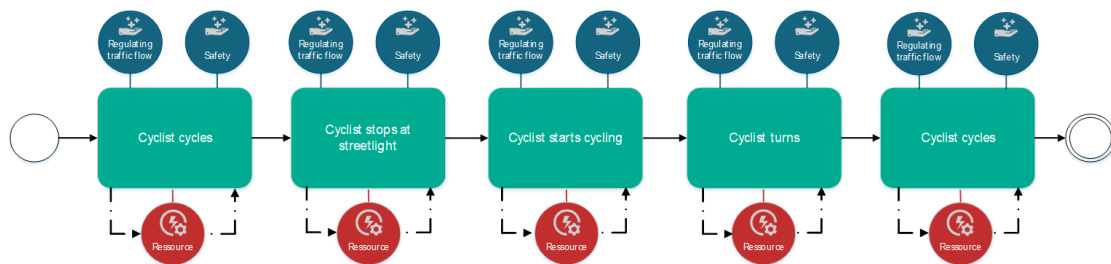 Regulating
traffic flow
Safety
Regulating
traffic flow
Safety
Regulating
traffic flow
Safety
Regulating
traffic flow
Safety
Regulating
traffic flow
Safety
Cyclist cycles
Cyclist stops at
streetlight
Cyclist starts cycling
Cyclist turns
Cyclist cycles
Ressource
Ressource
Ressource
Ressource
Ressource